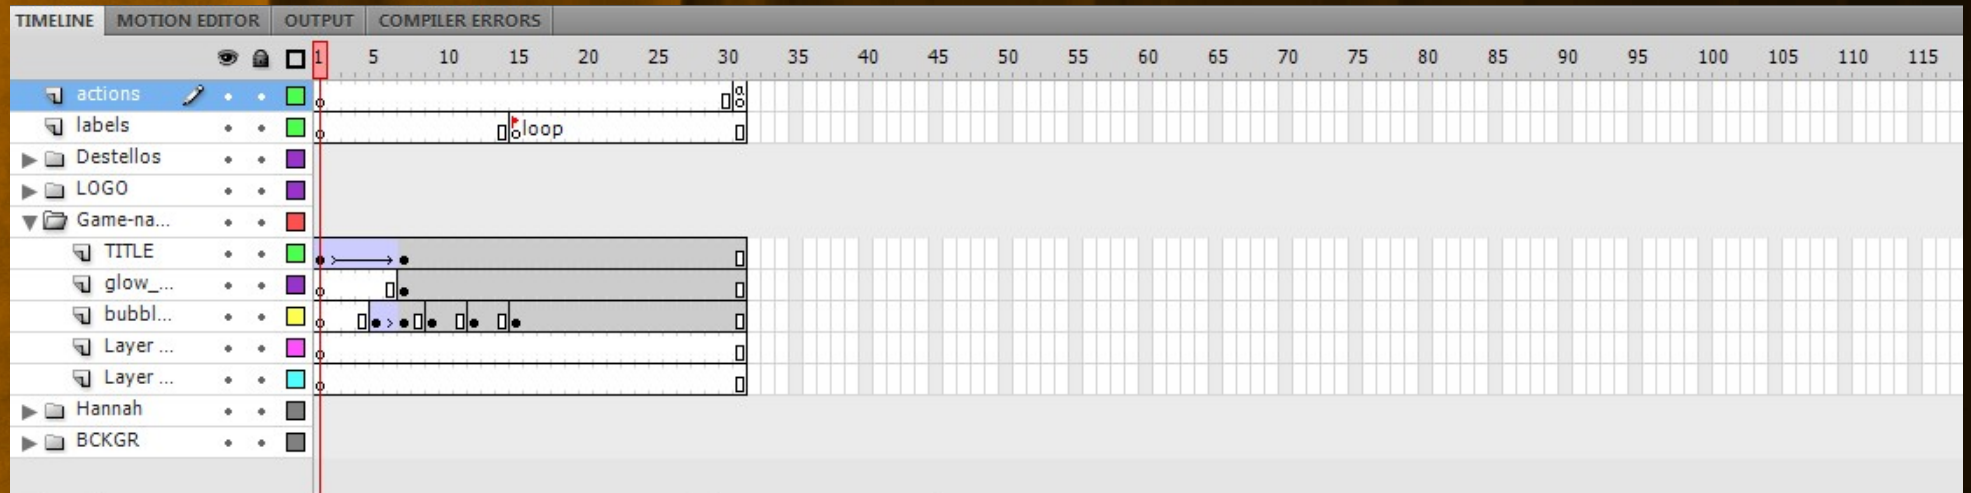 TIMELINE MOTION EDITOR OUTPUT COMPILER ERRORS
1 5 10 15 20 25 30 35 40 45 50 55 60 65 70 75 80 85 90 95 100 105 110 115
actions a
labels loop
Destellos
LOGO
Game-na...
TITLE
glow_...
bubbl...
Layer ...
Layer ...
Hannah
BCKGR